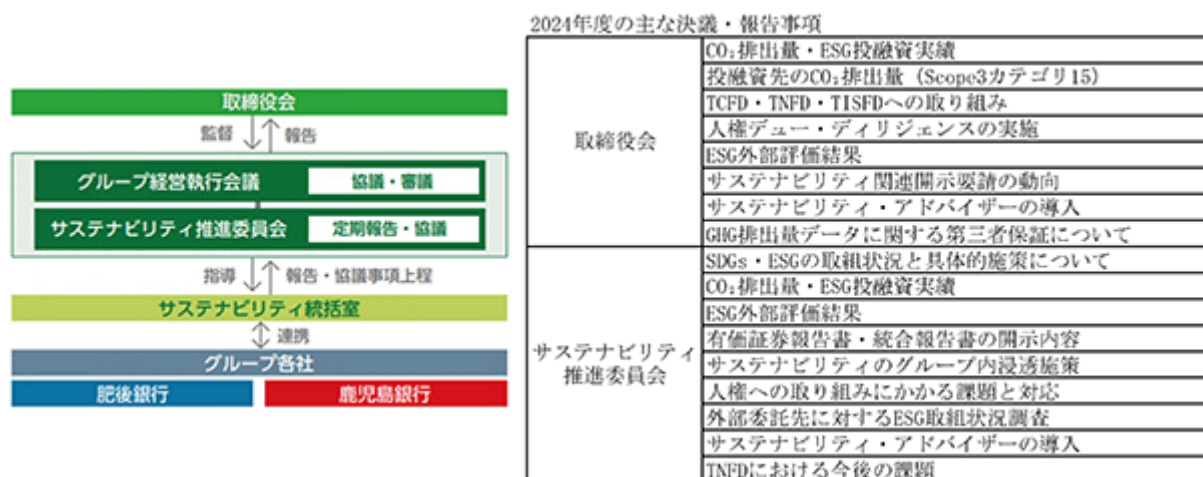 取締役会
監督
報告
グループ経営執行会議
協議・審議
サステナビリティ推進委員会
定期報告・協議
指導
報告・協議事項上程
サステナビリティ統括室
連携
グループ各社
肥後銀行
鹿児島銀行
2024年度の主な決議・報告事項
取締役会
CO₂排出量・ESG投融資実績
投融資先のCO₂排出量（Scope3カテゴリ15）
TCFD・TNFD・TISFDへの取り組み
人権デュー・ディリジェンスの実施
ESG外部評価結果
サステナビリティ関連開示要請の動向
サステナビリティ・アドバイザーの導入
GHG排出量データに関する第三者保証について
サステナビリティ
推進委員会
SDGs・ESGの取組状況と具体的施策について
CO₂排出量・ESG投融資実績
ESG外部評価結果
有価証券報告書・統合報告書の開示内容
サステナビリティのグループ内浸透施策
人権への取り組みにかかる課題と対応
外部委託先に対するESG取組状況調査
サステナビリティ・アドバイザーの導入
TNFDにおける今後の課題